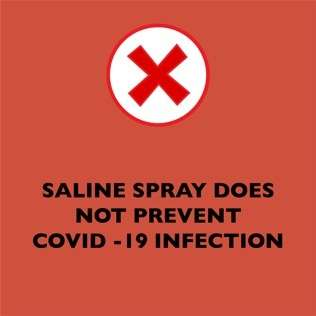 SALINE SPRAY DOES
NOT PREVENT
COVID -19 INFECTION